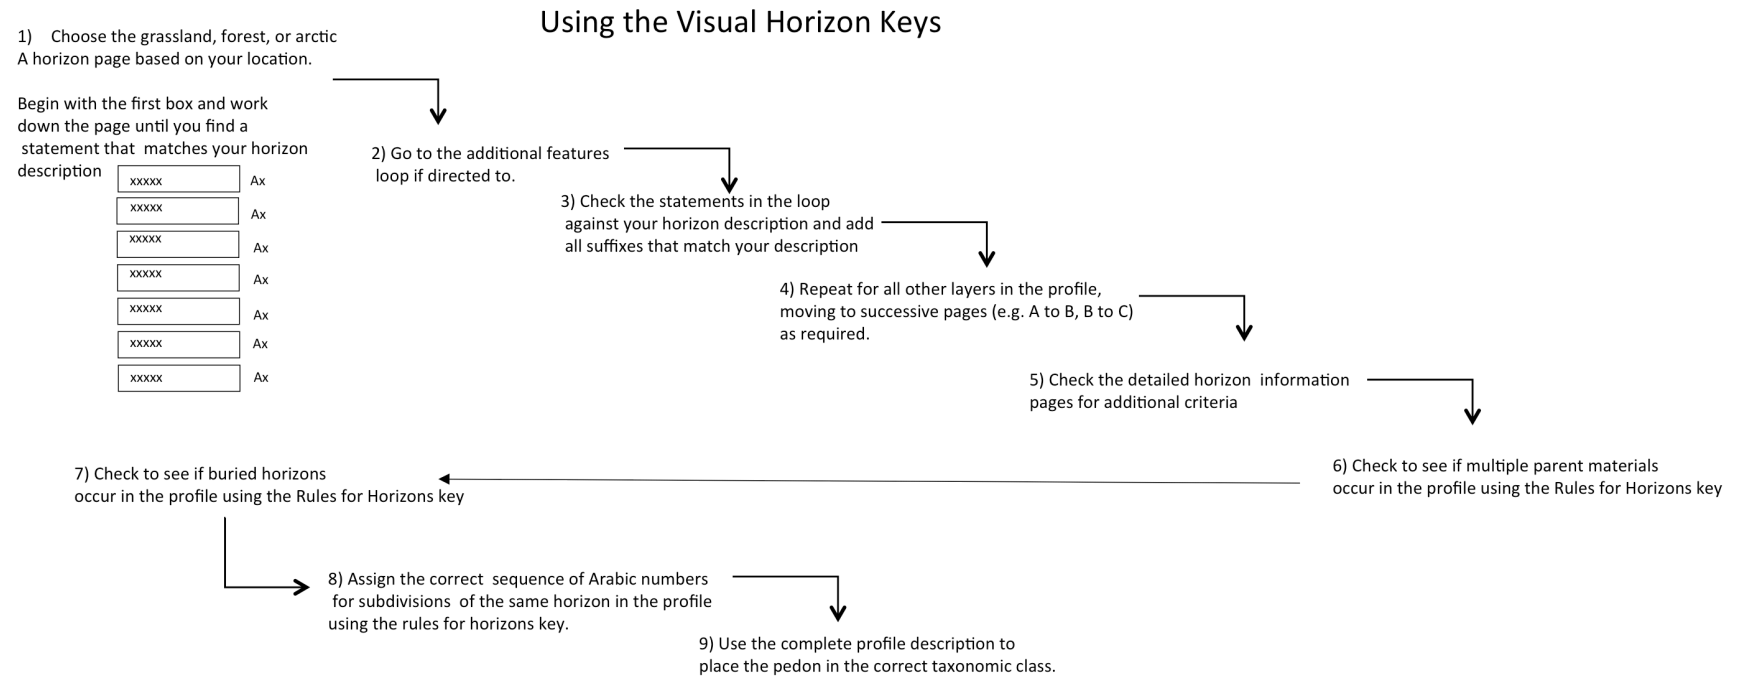 Using the Visual Horizon Keys
1) Choose the grassland, forest, or arctic
A horizon page based on your location.
Begin with the first box and work
down the page until you find a
statement that matches your horizon
description
xxxxx Ax
xxxxx Ax
xxxxx Ax
xxxxx Ax
xxxxx Ax
xxxxx Ax
xxxxx Ax
2) Go to the additional features
loop if directed to.
3) Check the statements in the loop
against your horizon description and add
all suffixes that match your description
4) Repeat for all other layers in the profile,
moving to successive pages (e.g. A to B, B to C)
as required.
5) Check the detailed horizon information
pages for additional criteria
6) Check to see if multiple parent materials
occur in the profile using the Rules for Horizons key
7) Check to see if buried horizons
occur in the profile using the Rules for Horizons key
8) Assign the correct sequence of Arabic numbers
for subdivisions of the same horizon in the profile
using the rules for horizons key.
9) Use the complete profile description to
place the pedon in the correct taxonomic class.